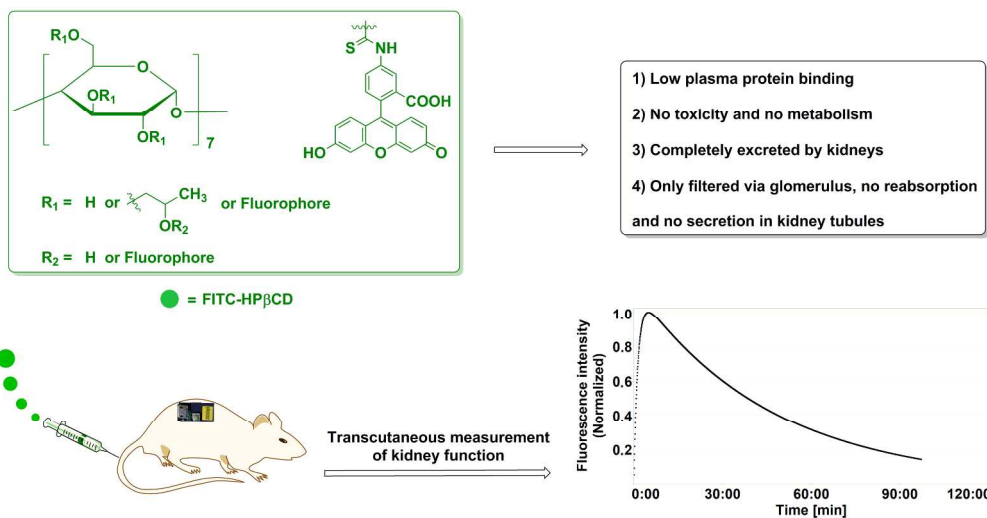 R₁O
O
OR₁
O
OR₁
7
R₁ = H or
CH₃
OR₂
or Fluorophore
R₂ = H or Fluorophore
S
NH
COOH
HO
O
O
= FITC-HPβCD
1) Low plasma protein binding
2) No toxicity and no metabolism
3) Completely excreted by kidneys
4) Only filtered via glomerulus, no reabsorption
and no secretion in kidney tubules
Transcutaneous measurement
of kidney function
Fluorescence intensity
(Normalized)
1.0
0.8
0.6
0.4
0.2
0:00 30:00 60:00 90:00 120:00
Time [min]